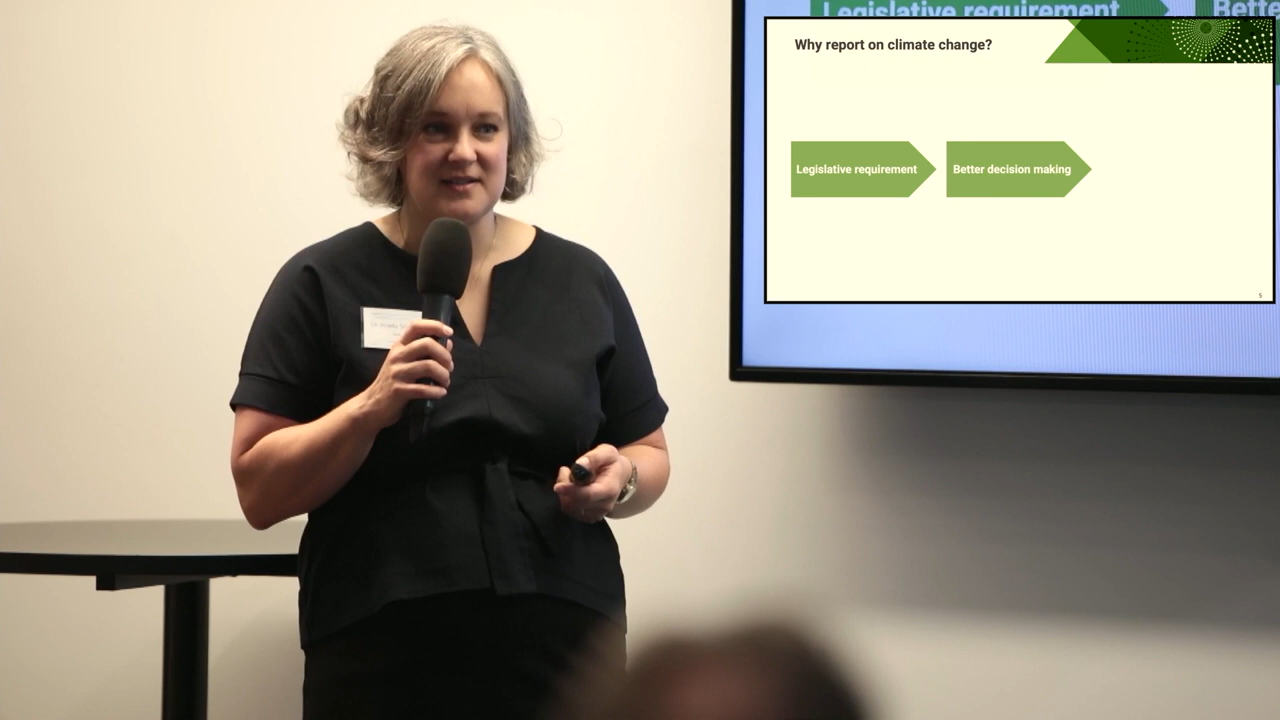 Legislative requirement
Why report on climate change?
Legislative requirement
Better decision making
5